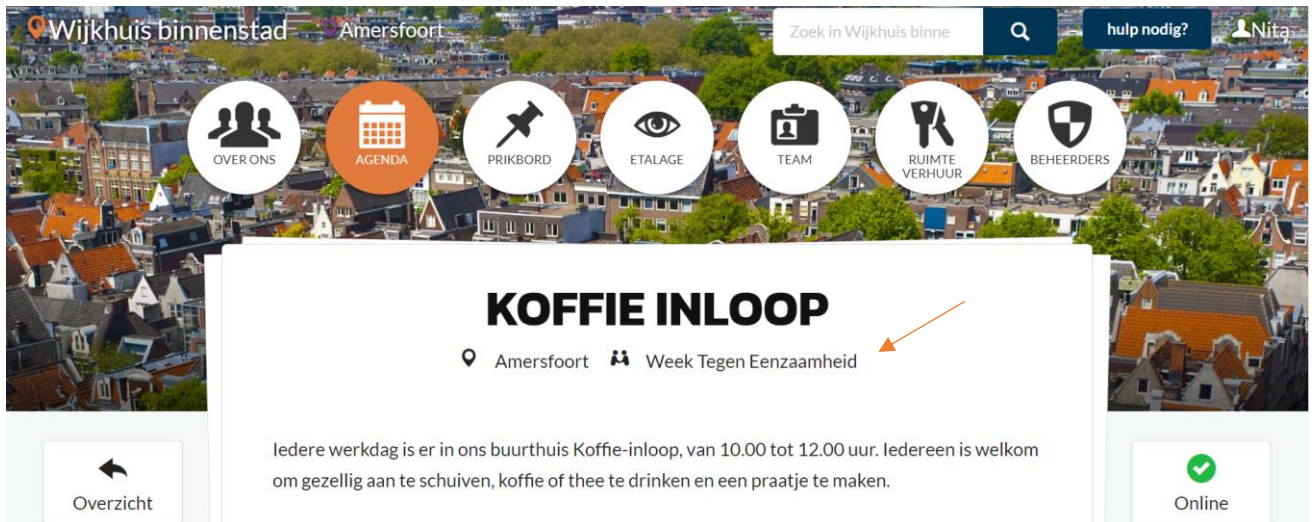 Wijkhuis binnenstad Amersfoort Zoek in Wijkhuis binne hulp nodig? Nita
OVER ONS AGENDA PRIKBORD ETALAGE TEAM RUIMTE VERHUUR BEHEERDERS
KOFFIE INLOOP
Amersfoort Week Tegen Eenzaamheid
Iedere werkdag is er in ons buurthuis Koffie-inloop, van 10.00 tot 12.00 uur. Iedereen is welkom
om gezellig aan te schuiven, koffie of thee te drinken en een praatje te maken.
Overzicht Online